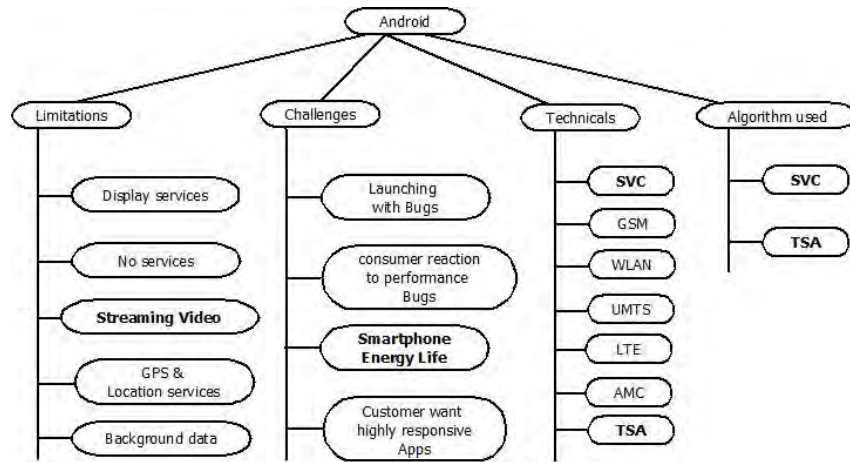 Android
Limitations
Display services
No services
Streaming Video
GPS &
Location services
Background data
Challenges
Launching
with Bugs
consumer reaction
to performance
Bugs
Smartphone
Energy Life
Customer want
highly responsive
Apps
Technicals
SVC
GSM
WLAN
UMTS
LTE
AMC
TSA
Algorithm used
SVC
TSA